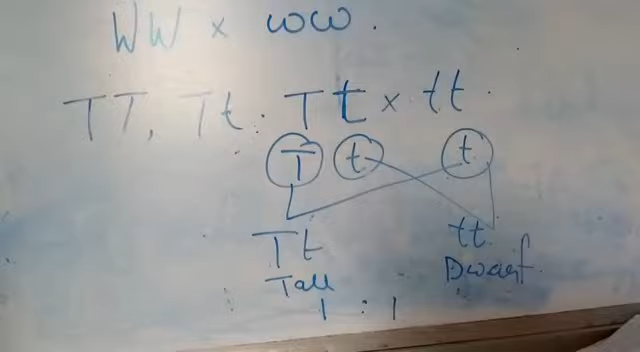 WW × ww.
TT, Tt. Tt × tt.
T t t
Tt tt.
Tall Dwarf.
1 : 1